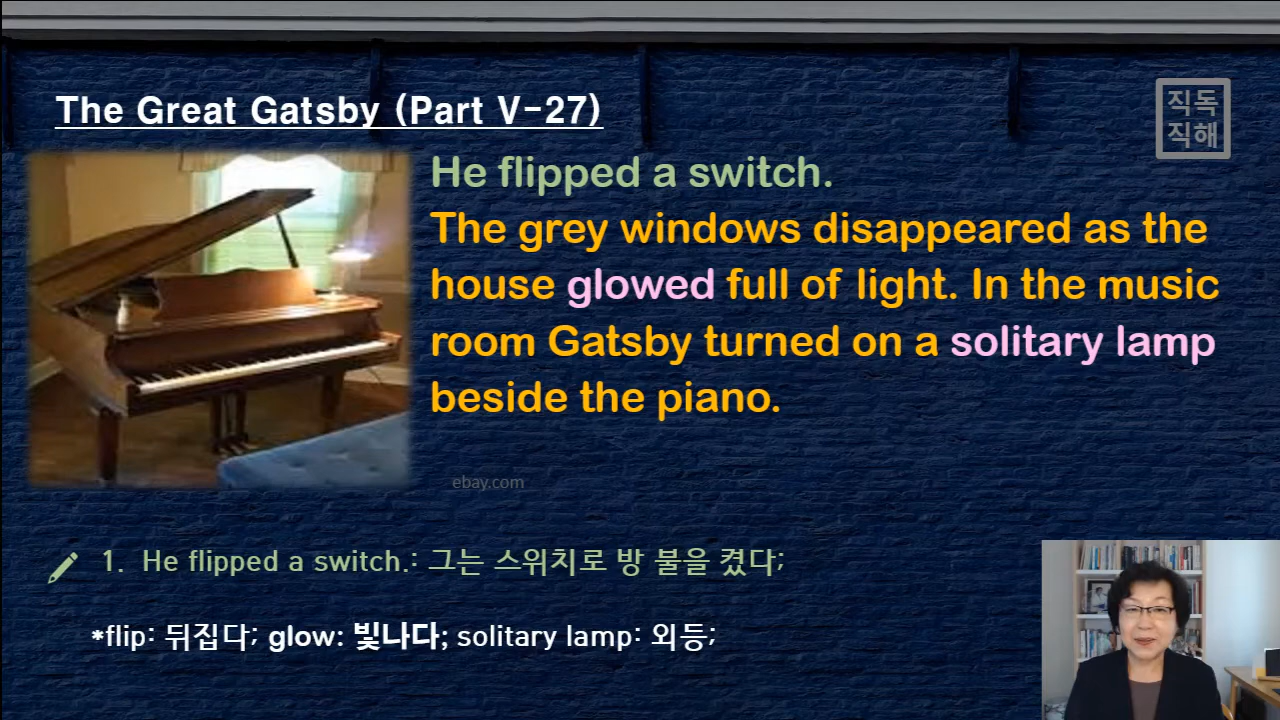 The Great Gatsby (Part V-27)
직독
직해
He flipped a switch.
The grey windows disappeared as the
house glowed full of light. In the music
room Gatsby turned on a solitary lamp
beside the piano.
ebay.com
1. He flipped a switch.: 그는 스위치로 방 불을 켰다;
*flip: 뒤집다; glow: 빛나다; solitary lamp: 외등;